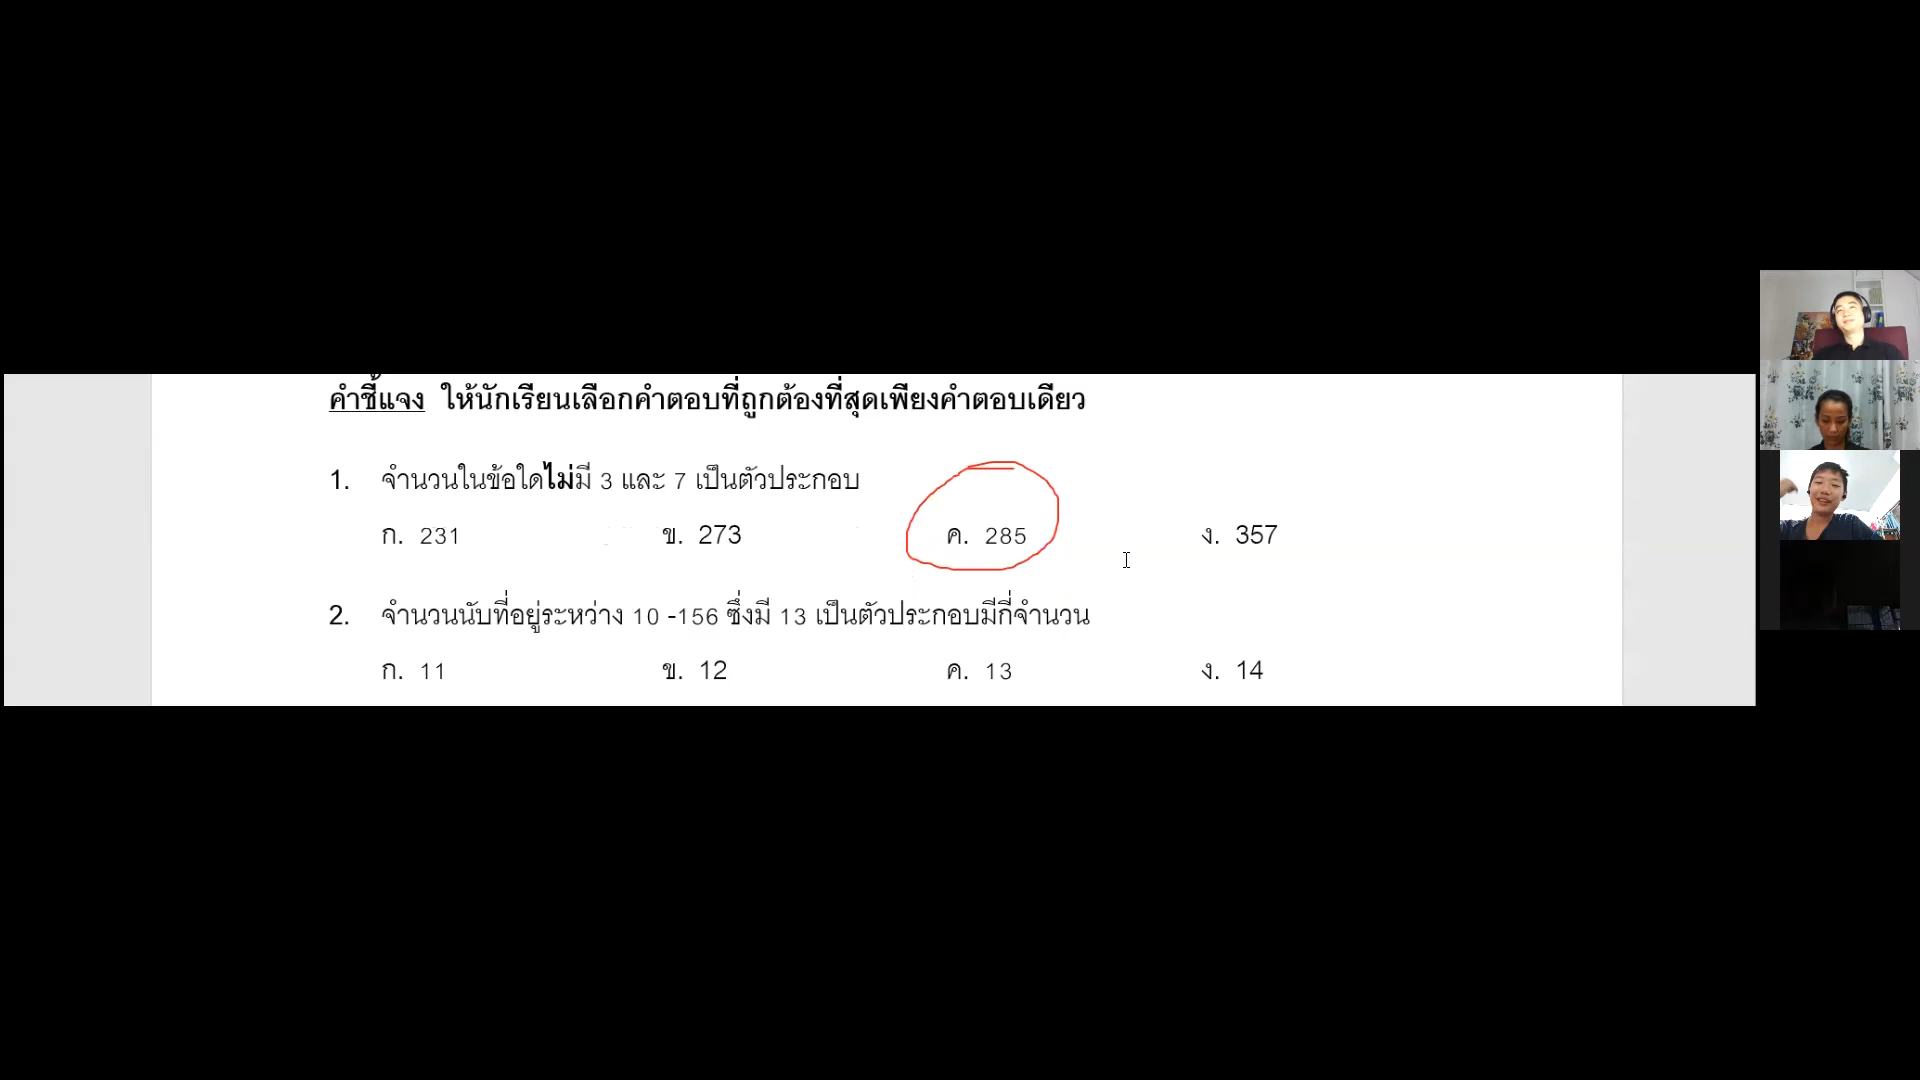 คำชี้แจง ให้นักเรียนเลือกคำตอบที่ถูกต้องที่สุดเพียงคำตอบเดียว
1. จำนวนในข้อใดไม่มี 3 และ 7 เป็นตัวประกอบ
ก. 231 ข. 273 ค. 285 ง. 357
2. จำนวนนับที่อยู่ระหว่าง 10 -156 ซึ่งมี 13 เป็นตัวประกอบมีกี่จำนวน
ก. 11 ข. 12 ค. 13 ง. 14